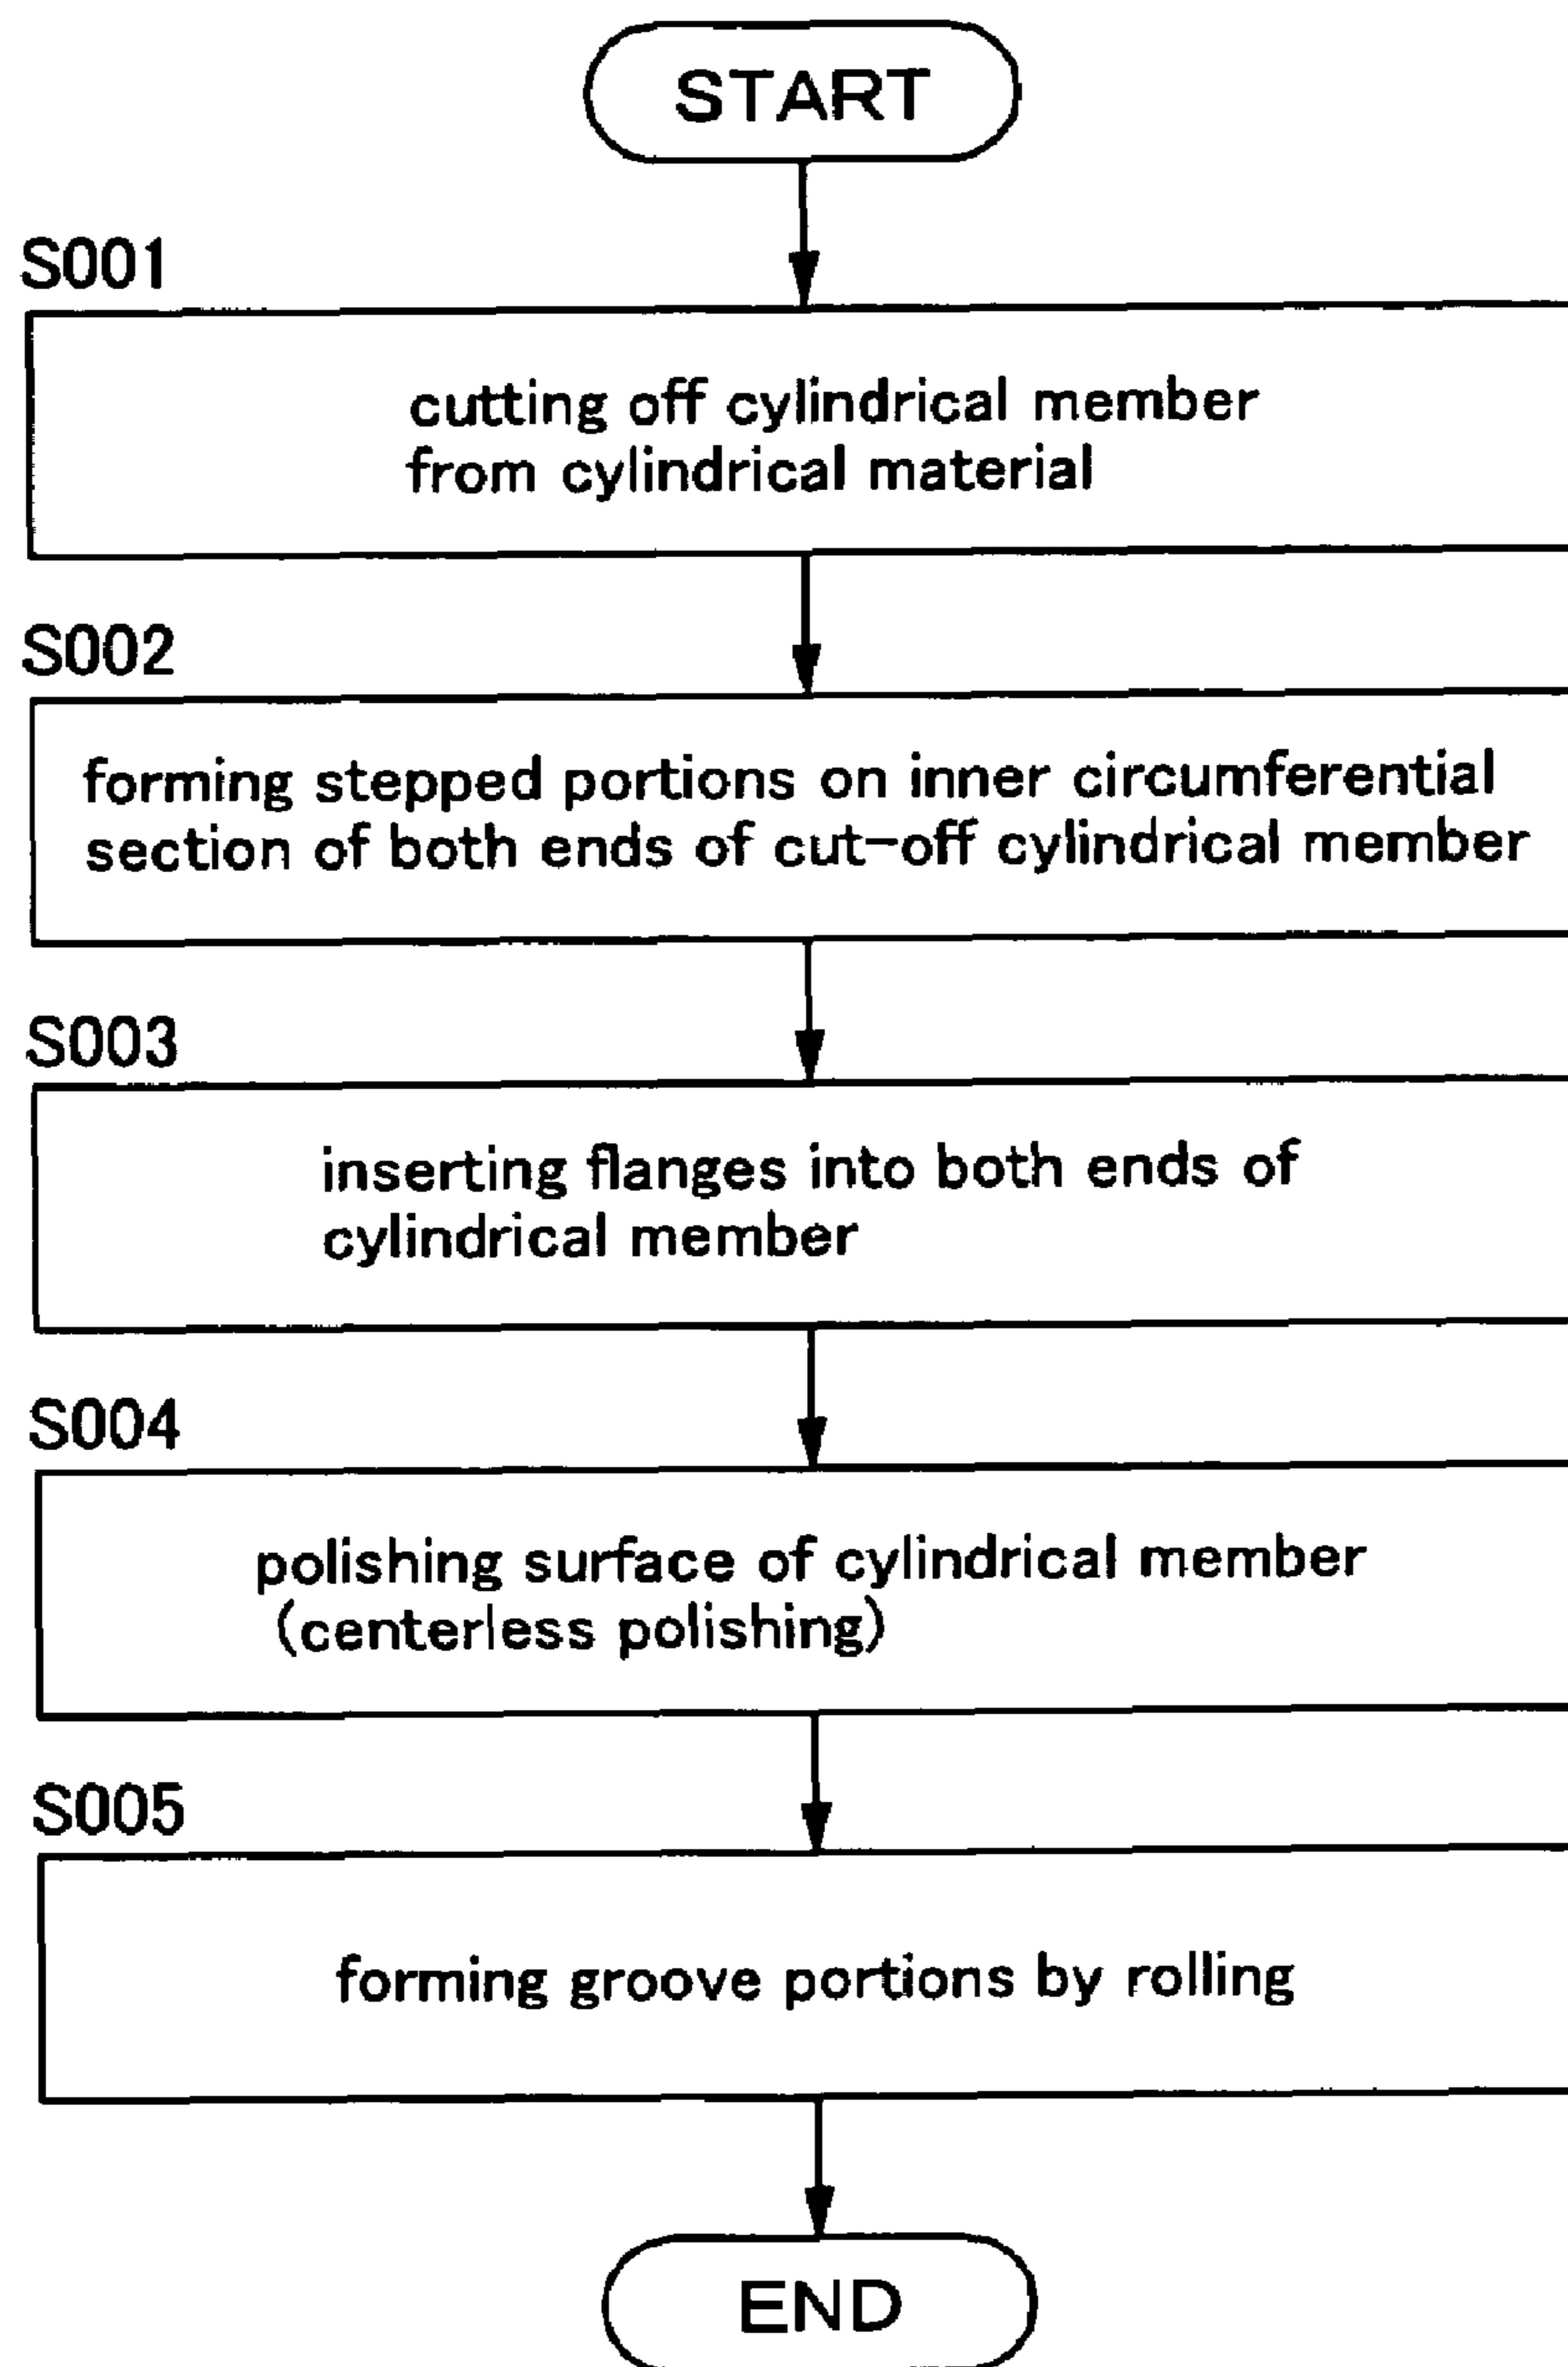 START
S001
cutting off cylindrical member
from cylindrical material
S002
forming stepped portions on inner circumferential
section of both ends of cut-off cylindrical member
S003
inserting flanges into both ends of
cylindrical member
S004
polishing surface of cylindrical member
(centerless polishing)
S005
forming groove portions by rolling
END